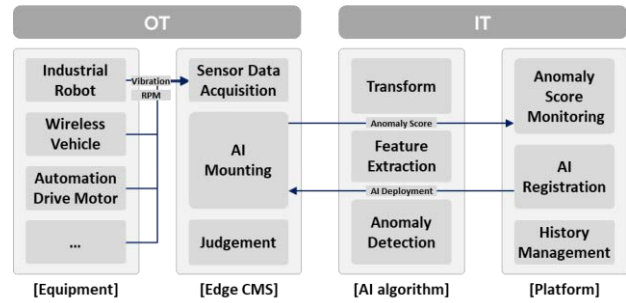 OT
IT
Industrial
Robot
Wireless
Vehicle
Automation
Drive Motor
...
[Equipment]
Vibration
RPM
Sensor Data
Acquisition
AI
Mounting
Judgement
[Edge CMS]
Anomaly Score
AI Deployment
Transform
Feature
Extraction
Anomaly
Detection
[AI algorithm]
Anomaly
Score
Monitoring
AI
Registration
History
Management
[Platform]